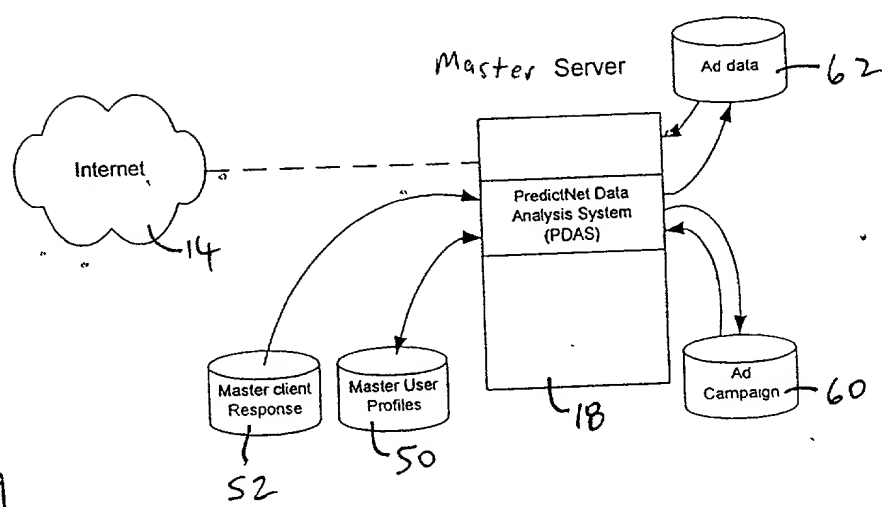 Master Server
Ad data
62
Internet
PredictNet Data
Analysis System
(PDAS)
14
Master client
Response
Master User
Profiles
Ad
Campaign
60
18
50
52